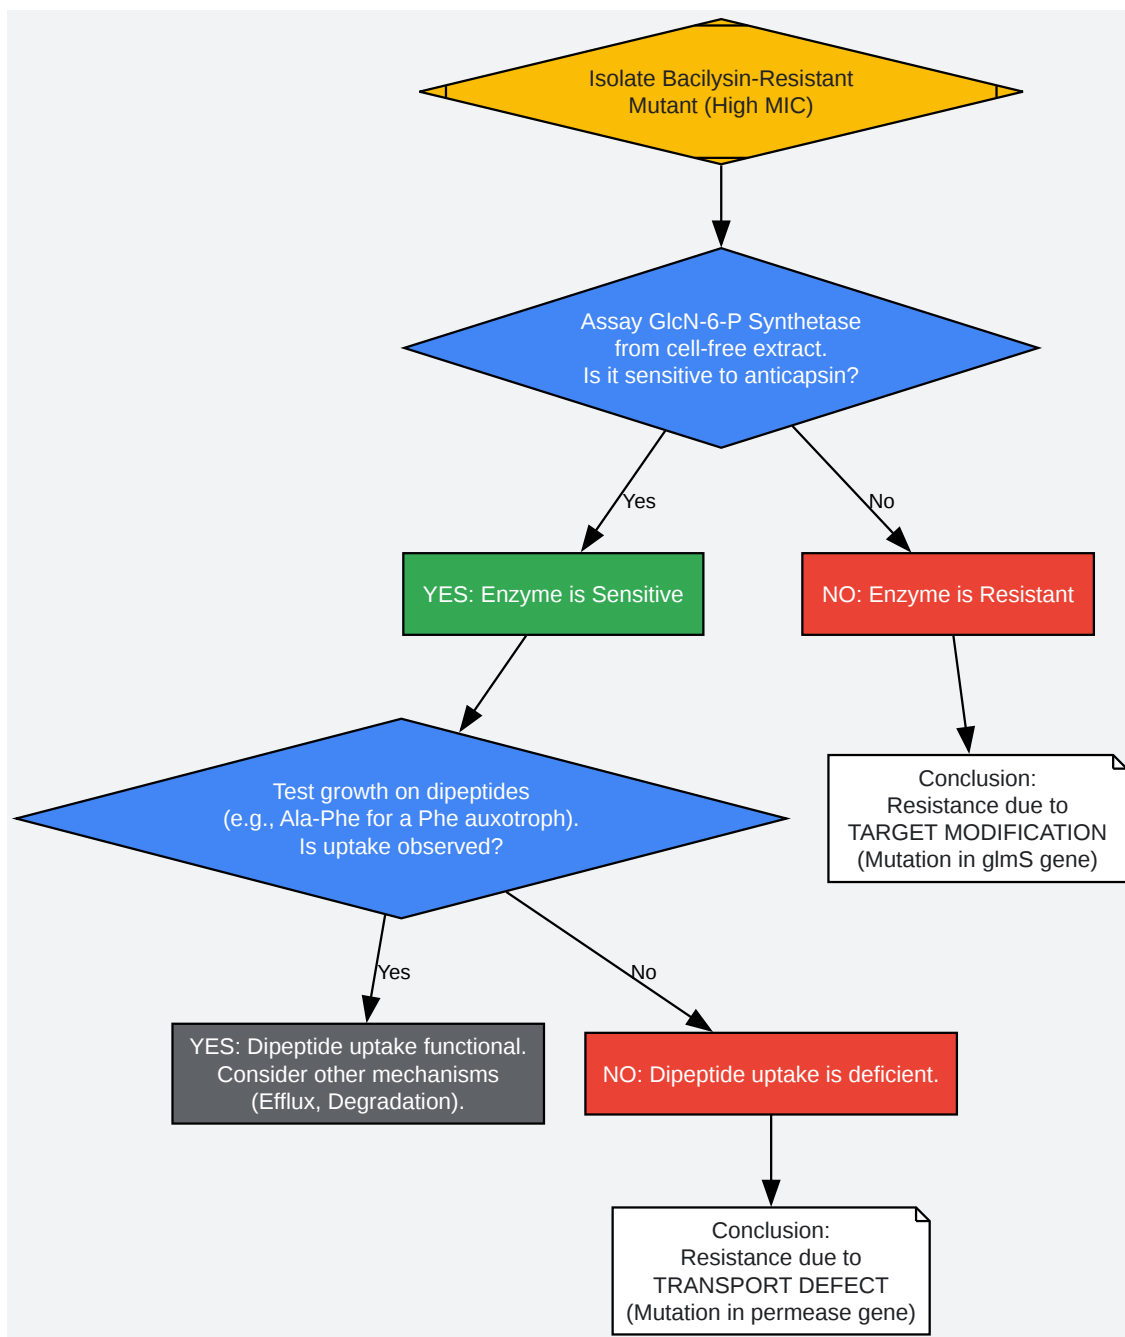 Isolate Bacilysin-Resistant
Mutant (High MIC)
Assay GlcN-6-P Synthetase
from cell-free extract.
Is it sensitive to anticapsin?
Yes
No
YES: Enzyme is Sensitive
NO: Enzyme is Resistant
Test growth on dipeptides
(e.g., Ala-Phe for a Phe auxotroph).
Is uptake observed?
Conclusion:
Resistance due to
TARGET MODIFICATION
(Mutation in glmS gene)
Yes
No
YES: Dipeptide uptake functional.
Consider other mechanisms
(Efflux, Degradation).
NO: Dipeptide uptake is deficient.
Conclusion:
Resistance due to
TRANSPORT DEFECT
(Mutation in permease gene)